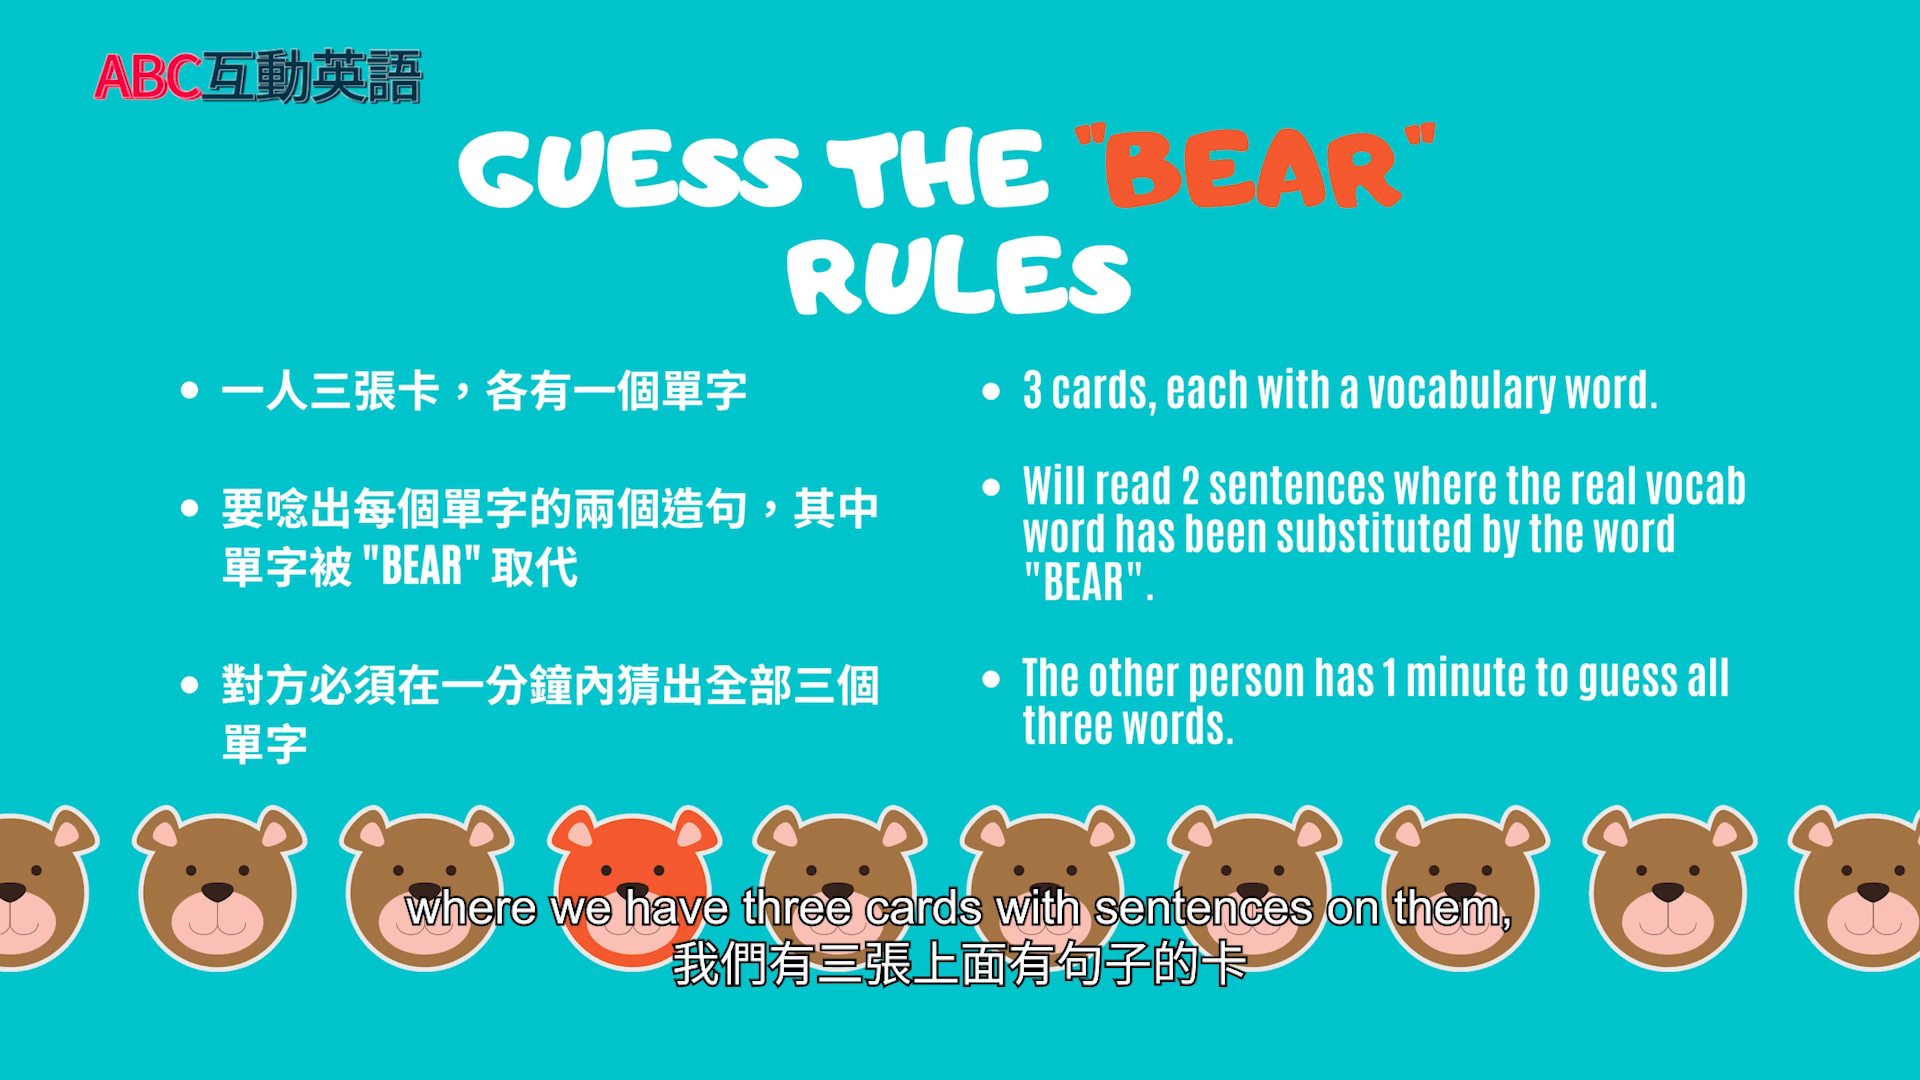 ABC互動英語
GUESS THE "BEAR"
RULES
一人三張卡，各有一個單字
要唸出每個單字的兩個造句，其中
單字被 "BEAR" 取代
對方必須在一分鐘內猜出全部三個
單字
3 cards, each with a vocabulary word.
Will read 2 sentences where the real vocab
word has been substituted by the word
"BEAR".
The other person has 1 minute to guess all
three words.
where we have three cards with sentences on them,
我們有三張上面有句子的卡